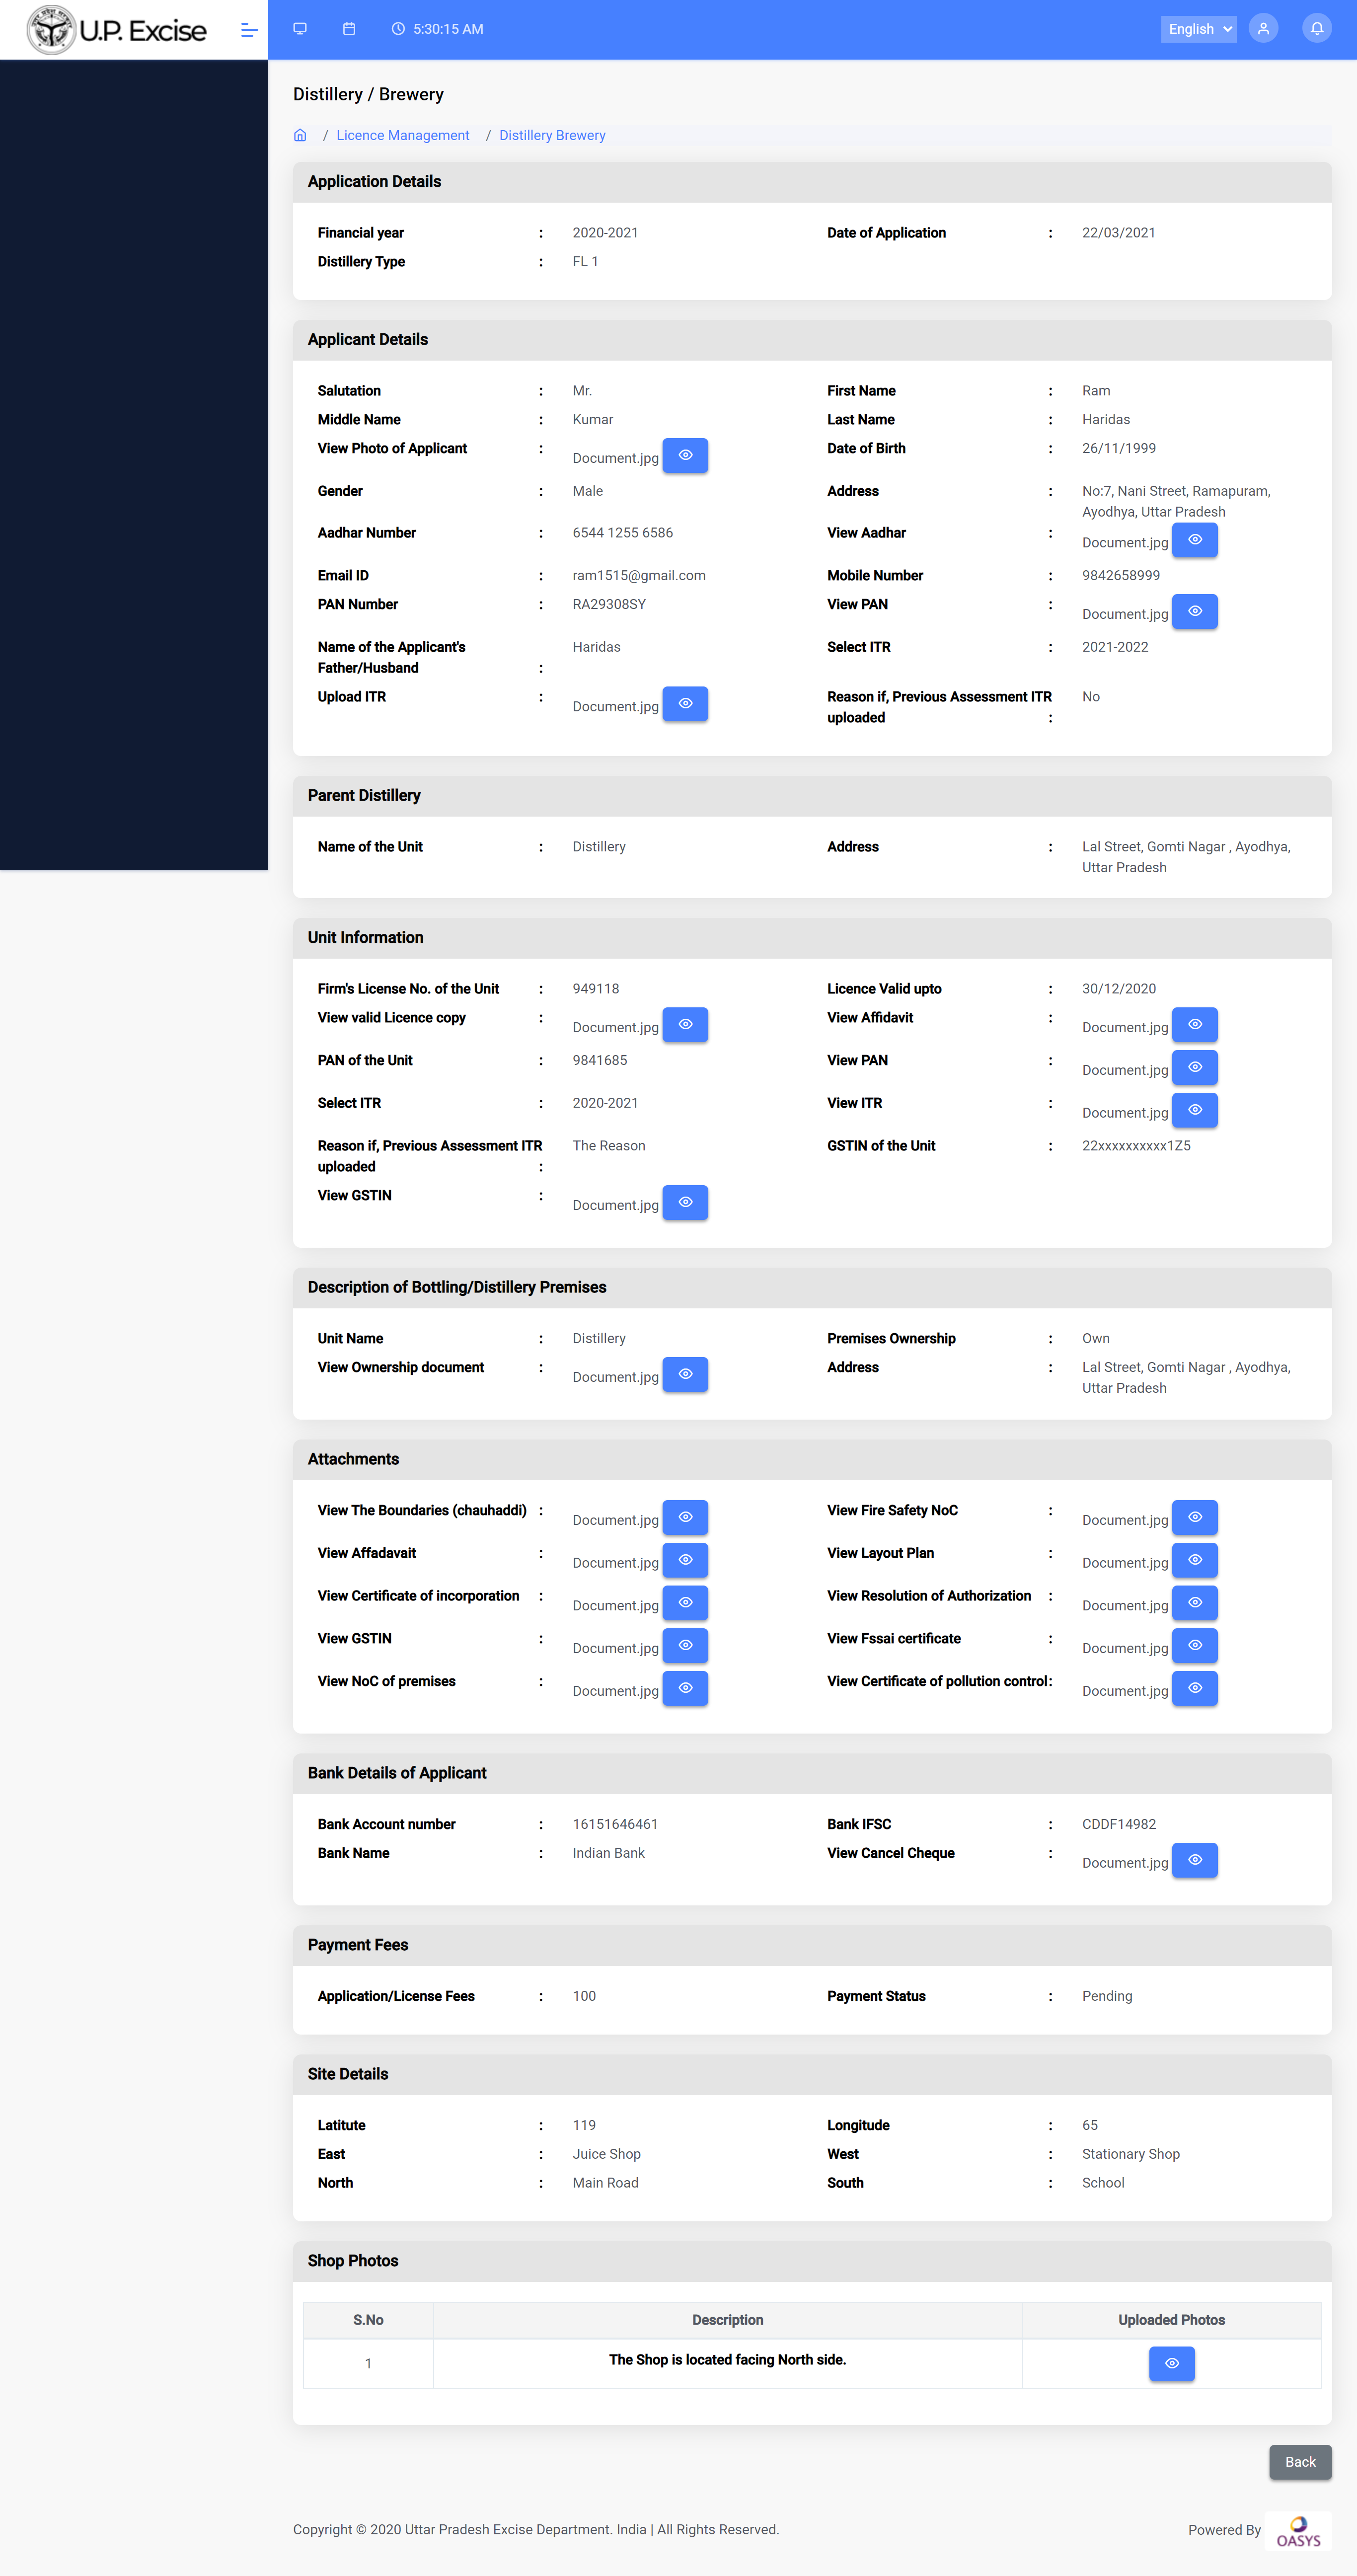 U.P. Excise
5:30:15 AM
English
Distillery / Brewery
/ Licence Management / Distillery Brewery
Application Details
Financial year : 2020-2021 Date of Application : 22/03/2021
Distillery Type : FL 1
Applicant Details
Salutation : Mr. First Name : Ram
Middle Name : Kumar Last Name : Haridas
View Photo of Applicant : Document.jpg Date of Birth : 26/11/1999
Gender : Male Address : No:7, Nani Street, Ramapuram,
Ayodhya, Uttar Pradesh
Aadhar Number : 6544 1255 6586 View Aadhar : Document.jpg
Email ID : ram1515@gmail.com Mobile Number : 9842658999
PAN Number : RA29308SY View PAN : Document.jpg
Name of the Applicant's Haridas Select ITR : 2021-2022
Father/Husband :
Upload ITR : Document.jpg Reason if, Previous Assessment ITR No
uploaded :
Parent Distillery
Name of the Unit : Distillery Address : Lal Street, Gomti Nagar , Ayodhya,
Uttar Pradesh
Unit Information
Firm's License No. of the Unit : 949118 Licence Valid upto : 30/12/2020
View valid Licence copy : Document.jpg View Affidavit : Document.jpg
PAN of the Unit : 9841685 View PAN : Document.jpg
Select ITR : 2020-2021 View ITR : Document.jpg
Reason if, Previous Assessment ITR The Reason GSTIN of the Unit : 22xxxxxxxxxx1Z5
uploaded :
View GSTIN : Document.jpg
Description of Bottling/Distillery Premises
Unit Name : Distillery Premises Ownership : Own
View Ownership document : Document.jpg Address : Lal Street, Gomti Nagar , Ayodhya,
Uttar Pradesh
Attachments
View The Boundaries (chauhaddi) : Document.jpg View Fire Safety NoC : Document.jpg
View Affadavait : Document.jpg View Layout Plan : Document.jpg
View Certificate of incorporation : Document.jpg View Resolution of Authorization : Document.jpg
View GSTIN : Document.jpg View Fssai certificate : Document.jpg
View NoC of premises : Document.jpg View Certificate of pollution control: Document.jpg
Bank Details of Applicant
Bank Account number : 16151646461 Bank IFSC : CDDF14982
Bank Name : Indian Bank View Cancel Cheque : Document.jpg
Payment Fees
Application/License Fees : 100 Payment Status : Pending
Site Details
Latitute : 119 Longitude : 65
East : Juice Shop West : Stationary Shop
North : Main Road South : School
Shop Photos
S.No Description Uploaded Photos
1 The Shop is located facing North side.
Back
Copyright © 2020 Uttar Pradesh Excise Department. India | All Rights Reserved. Powered By OASYS